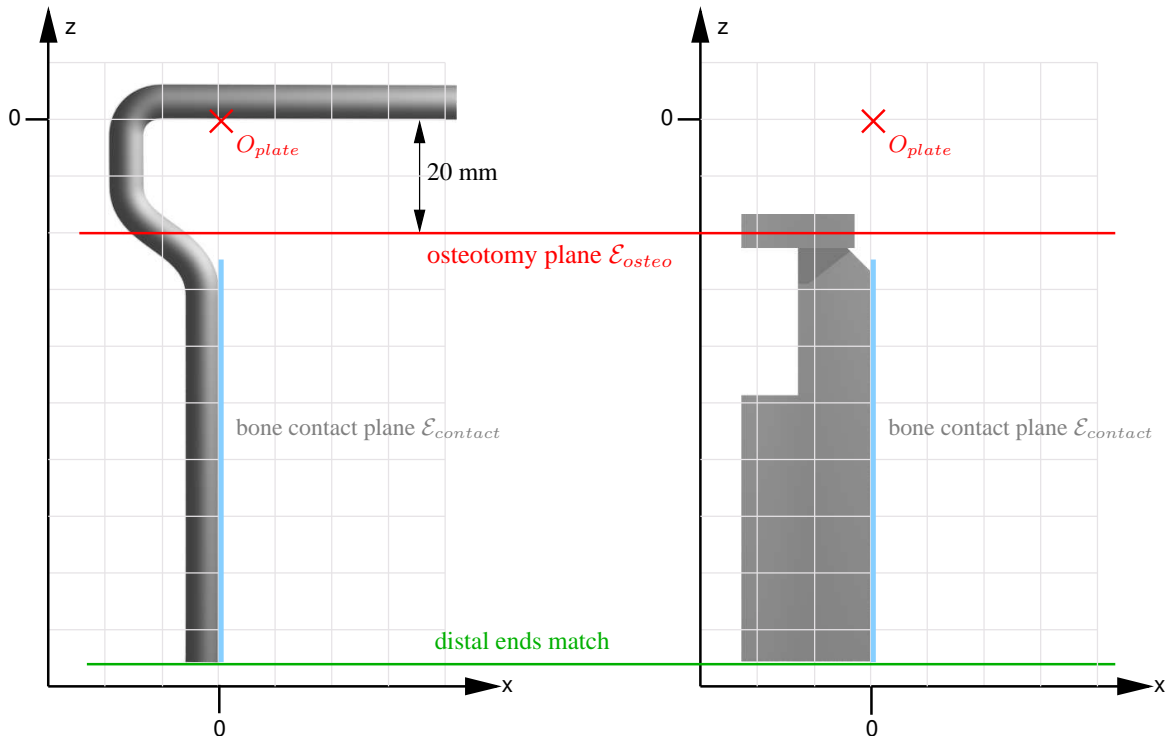 z
z
0
0
O_plate
O_plate
20 mm
osteotomy plane ℰ_osteo
bone contact plane ℰ_contact
bone contact plane ℰ_contact
distal ends match
x
x
0
0